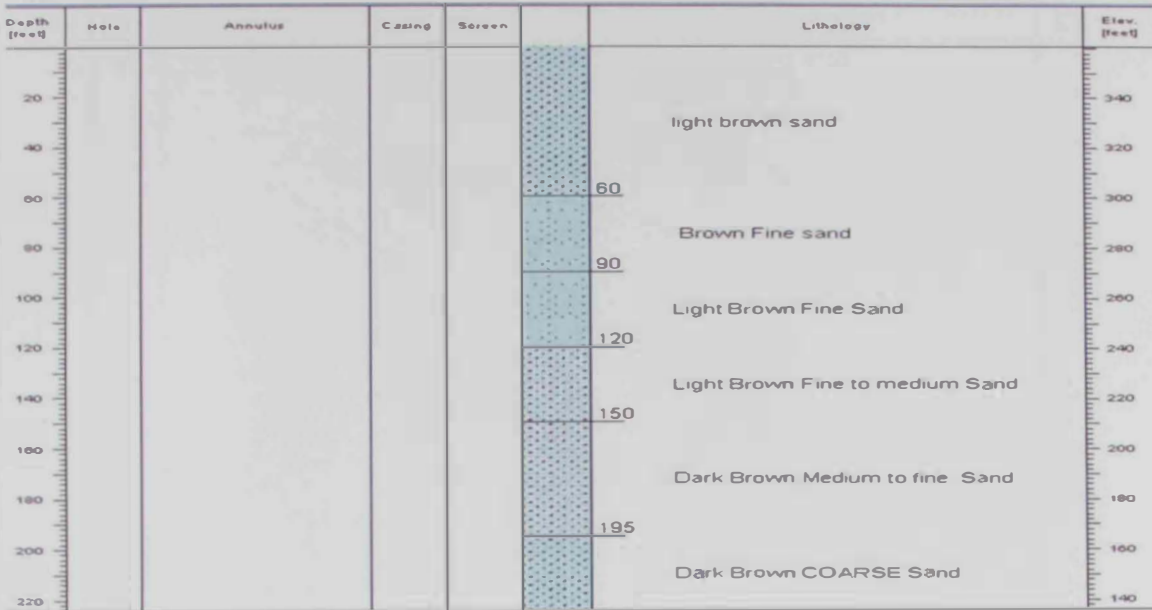 Depth [feet] Hole Annulus Casing Screen Lithology Elev. [feet]
20 340
light brown sand
40 320
60 60 300
Brown Fine sand
80 280
90
100 260
Light Brown Fine Sand
120 120 240
Light Brown Fine to medium Sand
140 220
150
160 200
Dark Brown Medium to fine Sand
180 180
195
200 160
Dark Brown COARSE Sand
220 140